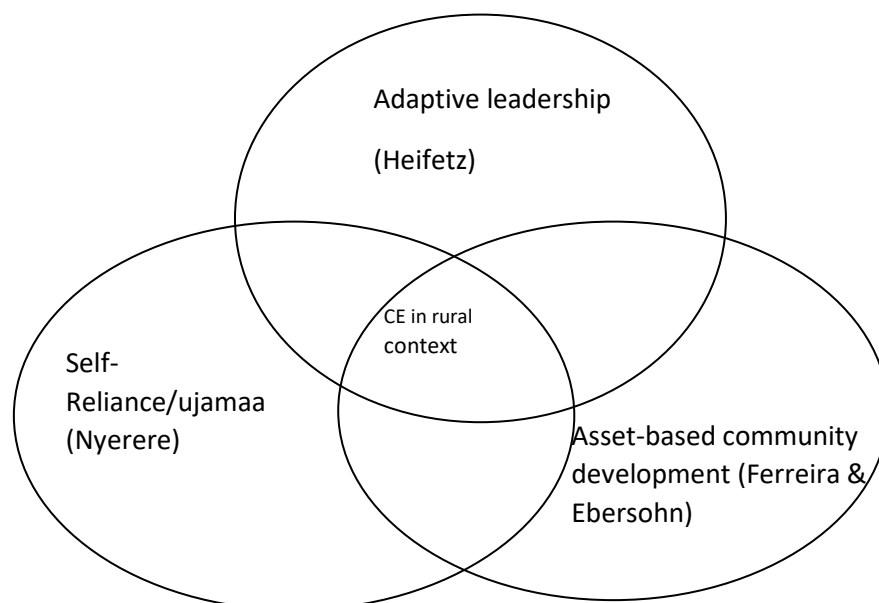 Adaptive leadership
(Heifetz)
CE in rural
context
Self-
Reliance/ujamaa
(Nyerere)
Asset-based community
development (Ferreira &
Ebersohn)